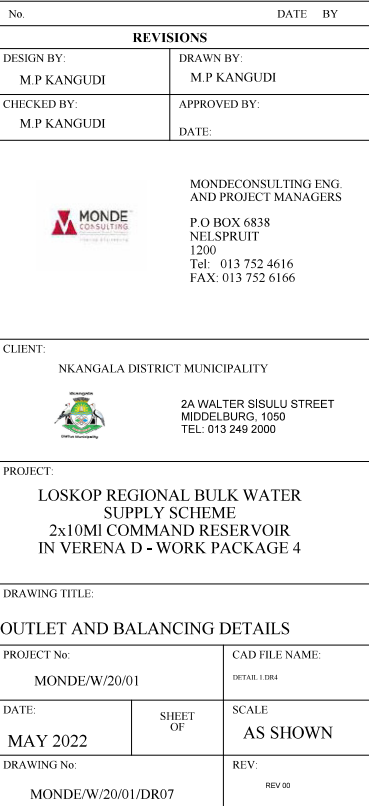 No. DATE BY
REVISIONS
DESIGN BY: DRAWN BY:
M.P KANGUDI M.P KANGUDI
CHECKED BY: APPROVED BY:
M.P KANGUDI
DATE:
MONDECONSULTING ENG.
AND PROJECT MANAGERS
MONDE
CONSULTING
P.O BOX 6838
NELSPRUIT
1200
Tel: 013 752 4616
FAX: 013 752 6166
CLIENT:
NKANGALA DISTRICT MUNICIPALITY
2A WALTER SISULU STREET
MIDDELBURG, 1050
TEL: 013 249 2000
PROJECT:
LOSKOP REGIONAL BULK WATER
SUPPLY SCHEME
2x10Ml COMMAND RESERVOIR
IN VERENA D - WORK PACKAGE 4
DRAWING TITLE:
OUTLET AND BALANCING DETAILS
PROJECT No: CAD FILE NAME:
MONDE/W/20/01 DETAIL 1.DR4
DATE: SHEET SCALE
OF
MAY 2022 AS SHOWN
DRAWING No: REV:
MONDE/W/20/01/DR07 REV 00